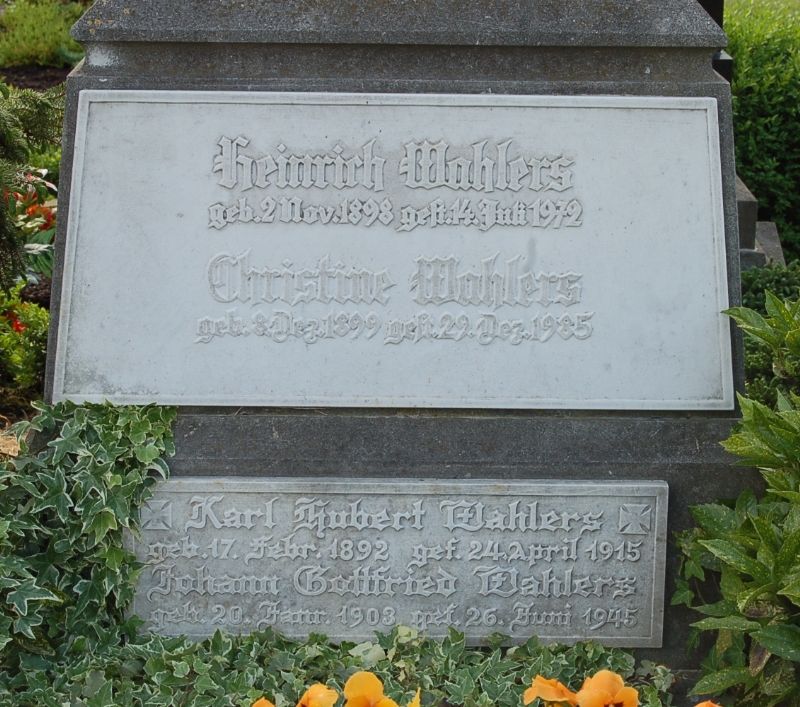 Heinrich Wahlers
geb. 2 Nov. 1898 gest. 14. Juli 1972
Christine Wahlers
geb. 8. Dez. 1899 gest. 29. Dez. 1985
Karl Hubert Wahlers
geb. 17. Febr. 1892 gef. 24. April 1915
Johann Gottfried Wahlers
geb. 20. Janr. 1903 gef. 26. Juni 1945